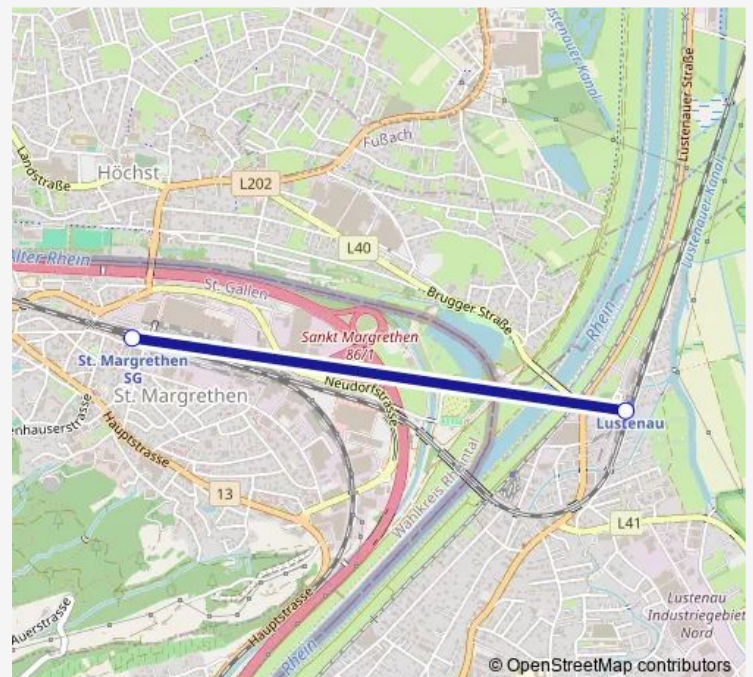 Lustenauer Kanal
Lustenauer Straße
Fußach
Landstraße
Höchst
L202
L40
Lustenauer Kanal
Alter Rhein
St. Gallen
Brugger Straße
Rhein
Sankt Margrethen
86/1
St. Margrethen
SG
St. Margrethen
Neudorfstrasse
Lustenau
enhauserstrasse
Hauptstrasse
Wahlkreis Rheintal
13
L41
Auerstrasse
Hauptstrasse
Rhein
Lustenau
Industriegebiet
Nord
© OpenStreetMap contributors